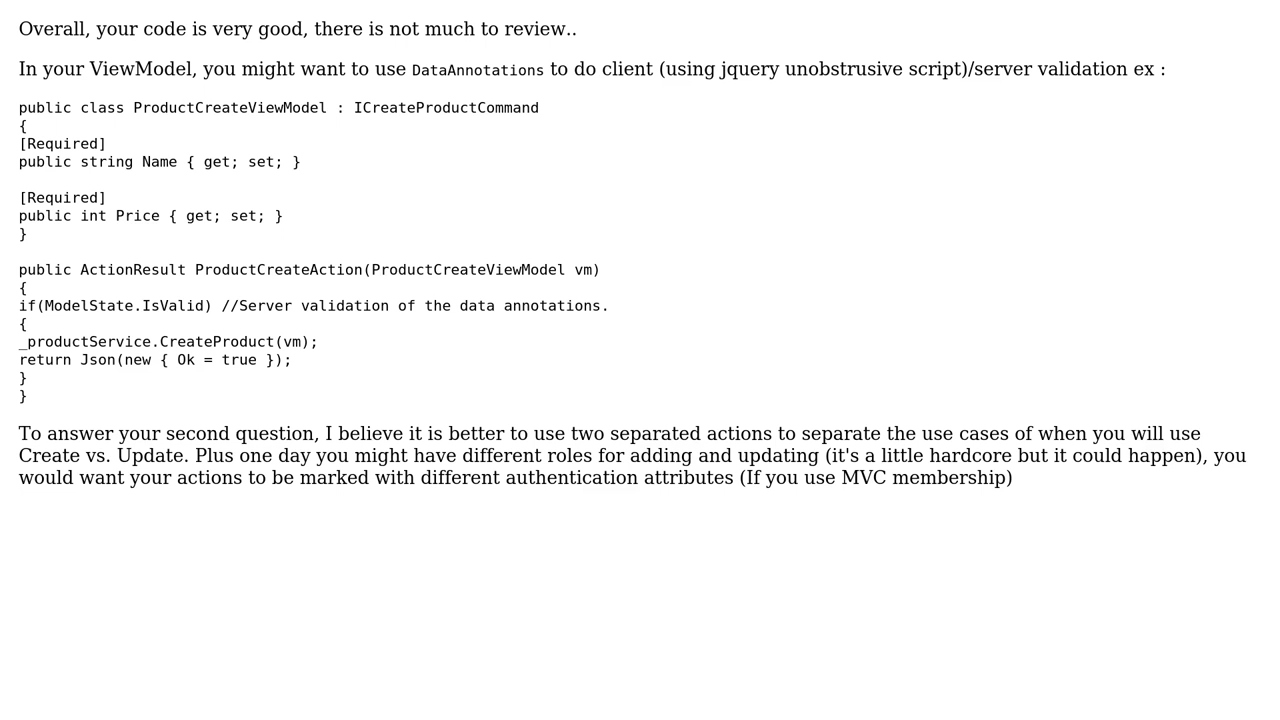 Overall, your code is very good, there is not much to review..
In your ViewModel, you might want to use DataAnnotations to do client (using jquery unobstrusive script)/server validation ex :
public class ProductCreateViewModel : ICreateProductCommand
{
[Required]
public string Name { get; set; }
[Required]
public int Price { get; set; }
}
public ActionResult ProductCreateAction(ProductCreateViewModel vm)
{
if(ModelState.IsValid) //Server validation of the data annotations.
{
_productService.CreateProduct(vm);
return Json(new { Ok = true });
}
}
To answer your second question, I believe it is better to use two separated actions to separate the use cases of when you will use
Create vs. Update. Plus one day you might have different roles for adding and updating (it's a little hardcore but it could happen), you
would want your actions to be marked with different authentication attributes (If you use MVC membership)